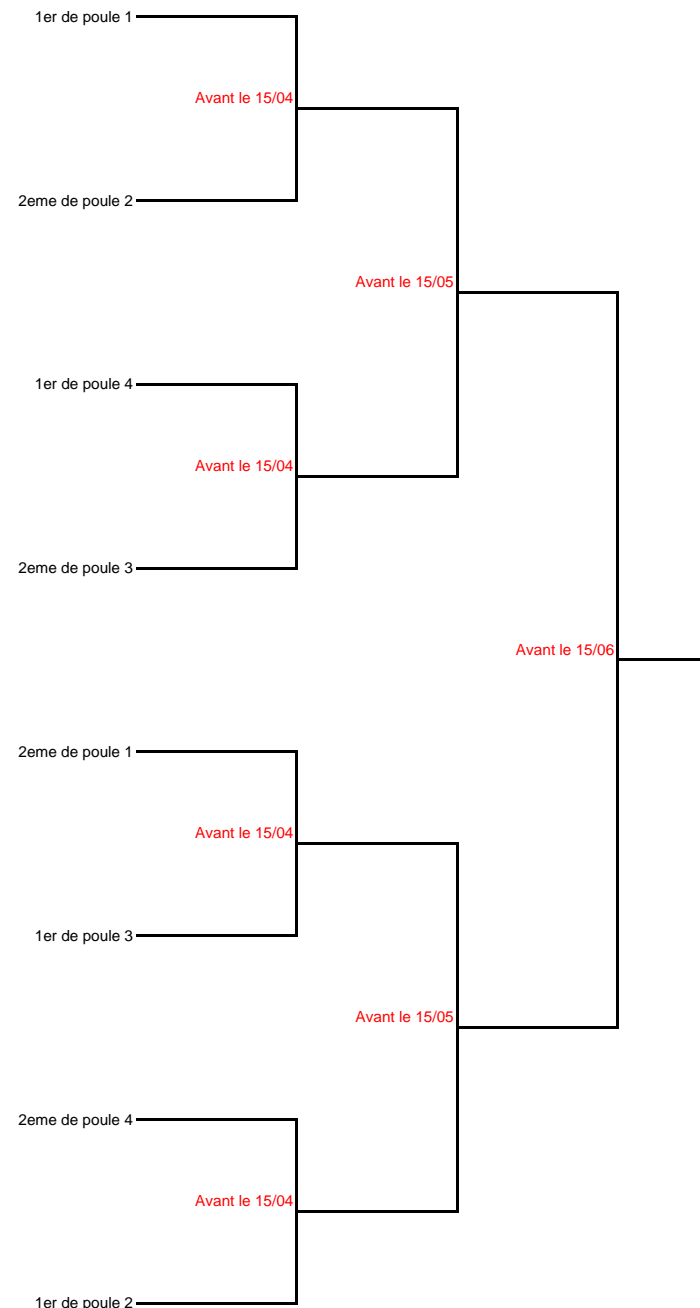 1er de poule 1
Avant le 15/04
2eme de poule 2
Avant le 15/05
1er de poule 4
Avant le 15/04
2eme de poule 3
Avant le 15/06
2eme de poule 1
Avant le 15/04
1er de poule 3
Avant le 15/05
2eme de poule 4
Avant le 15/04
1er de poule 2